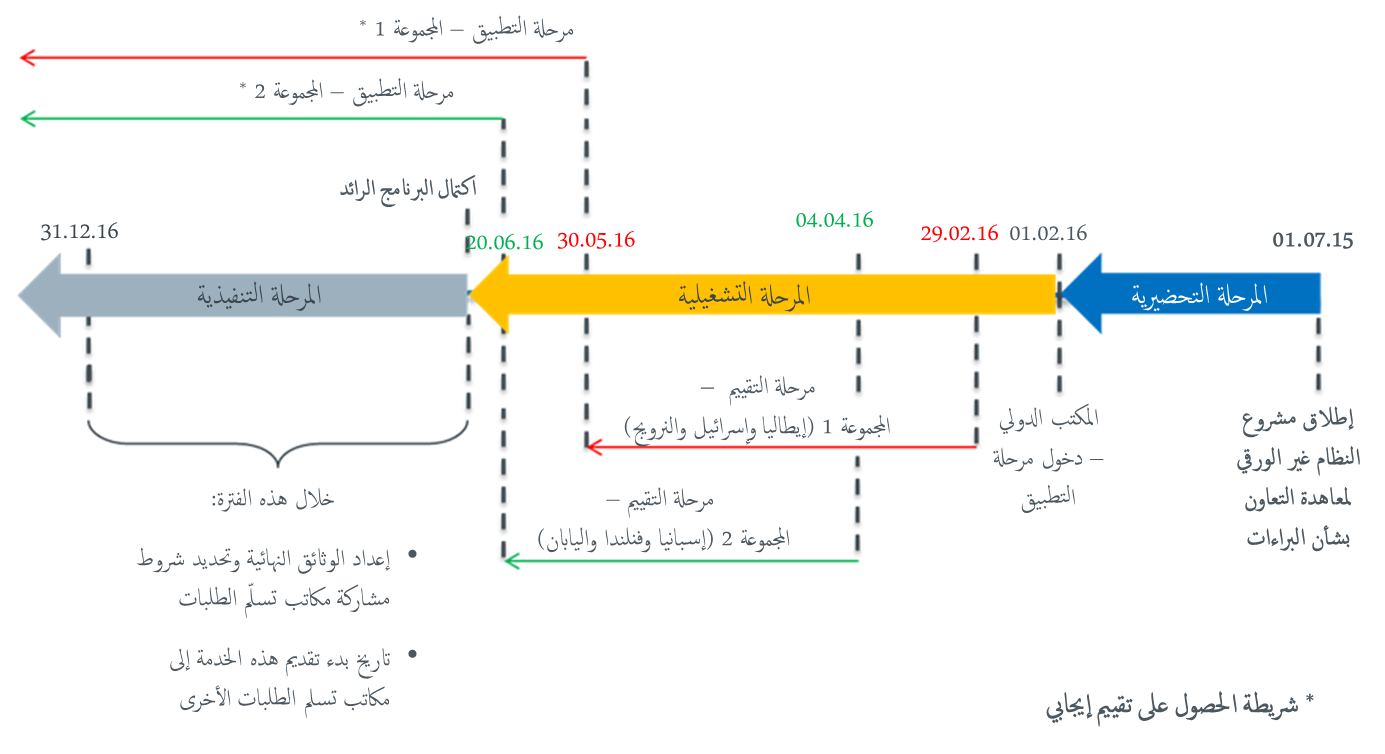 مرحلة التطبيق – المجموعة 1 *
مرحلة التطبيق – المجموعة 2 *
اكتمال البرنامج الرائد
01.07.15
01.02.16
29.02.16
04.04.16
30.05.16
20.06.16
31.12.16
المرحلة التحضيرية
المرحلة التشغيلية
المرحلة التنفيذية
إطلاق مشروع
النظام غير الورقي
لمعاهدة التعاون
بشأن البراءات
المكتب الدولي
– دخول مرحلة
التطبيق
مرحلة التقييم –
المجموعة 1 (إيطاليا وإسرائيل والنرويج)
مرحلة التقييم –
المجموعة 2 (إسبانيا وفنلندا واليابان)
خلال هذه الفترة:
• إعداد الوثائق النهائية وتحديد شروط
مشاركة مكاتب تسلّم الطلبات
• تاريخ بدء تقديم هذه الخدمة إلى
مكاتب تسلم الطلبات الأخرى
* شريطة الحصول على تقييم إيجابي